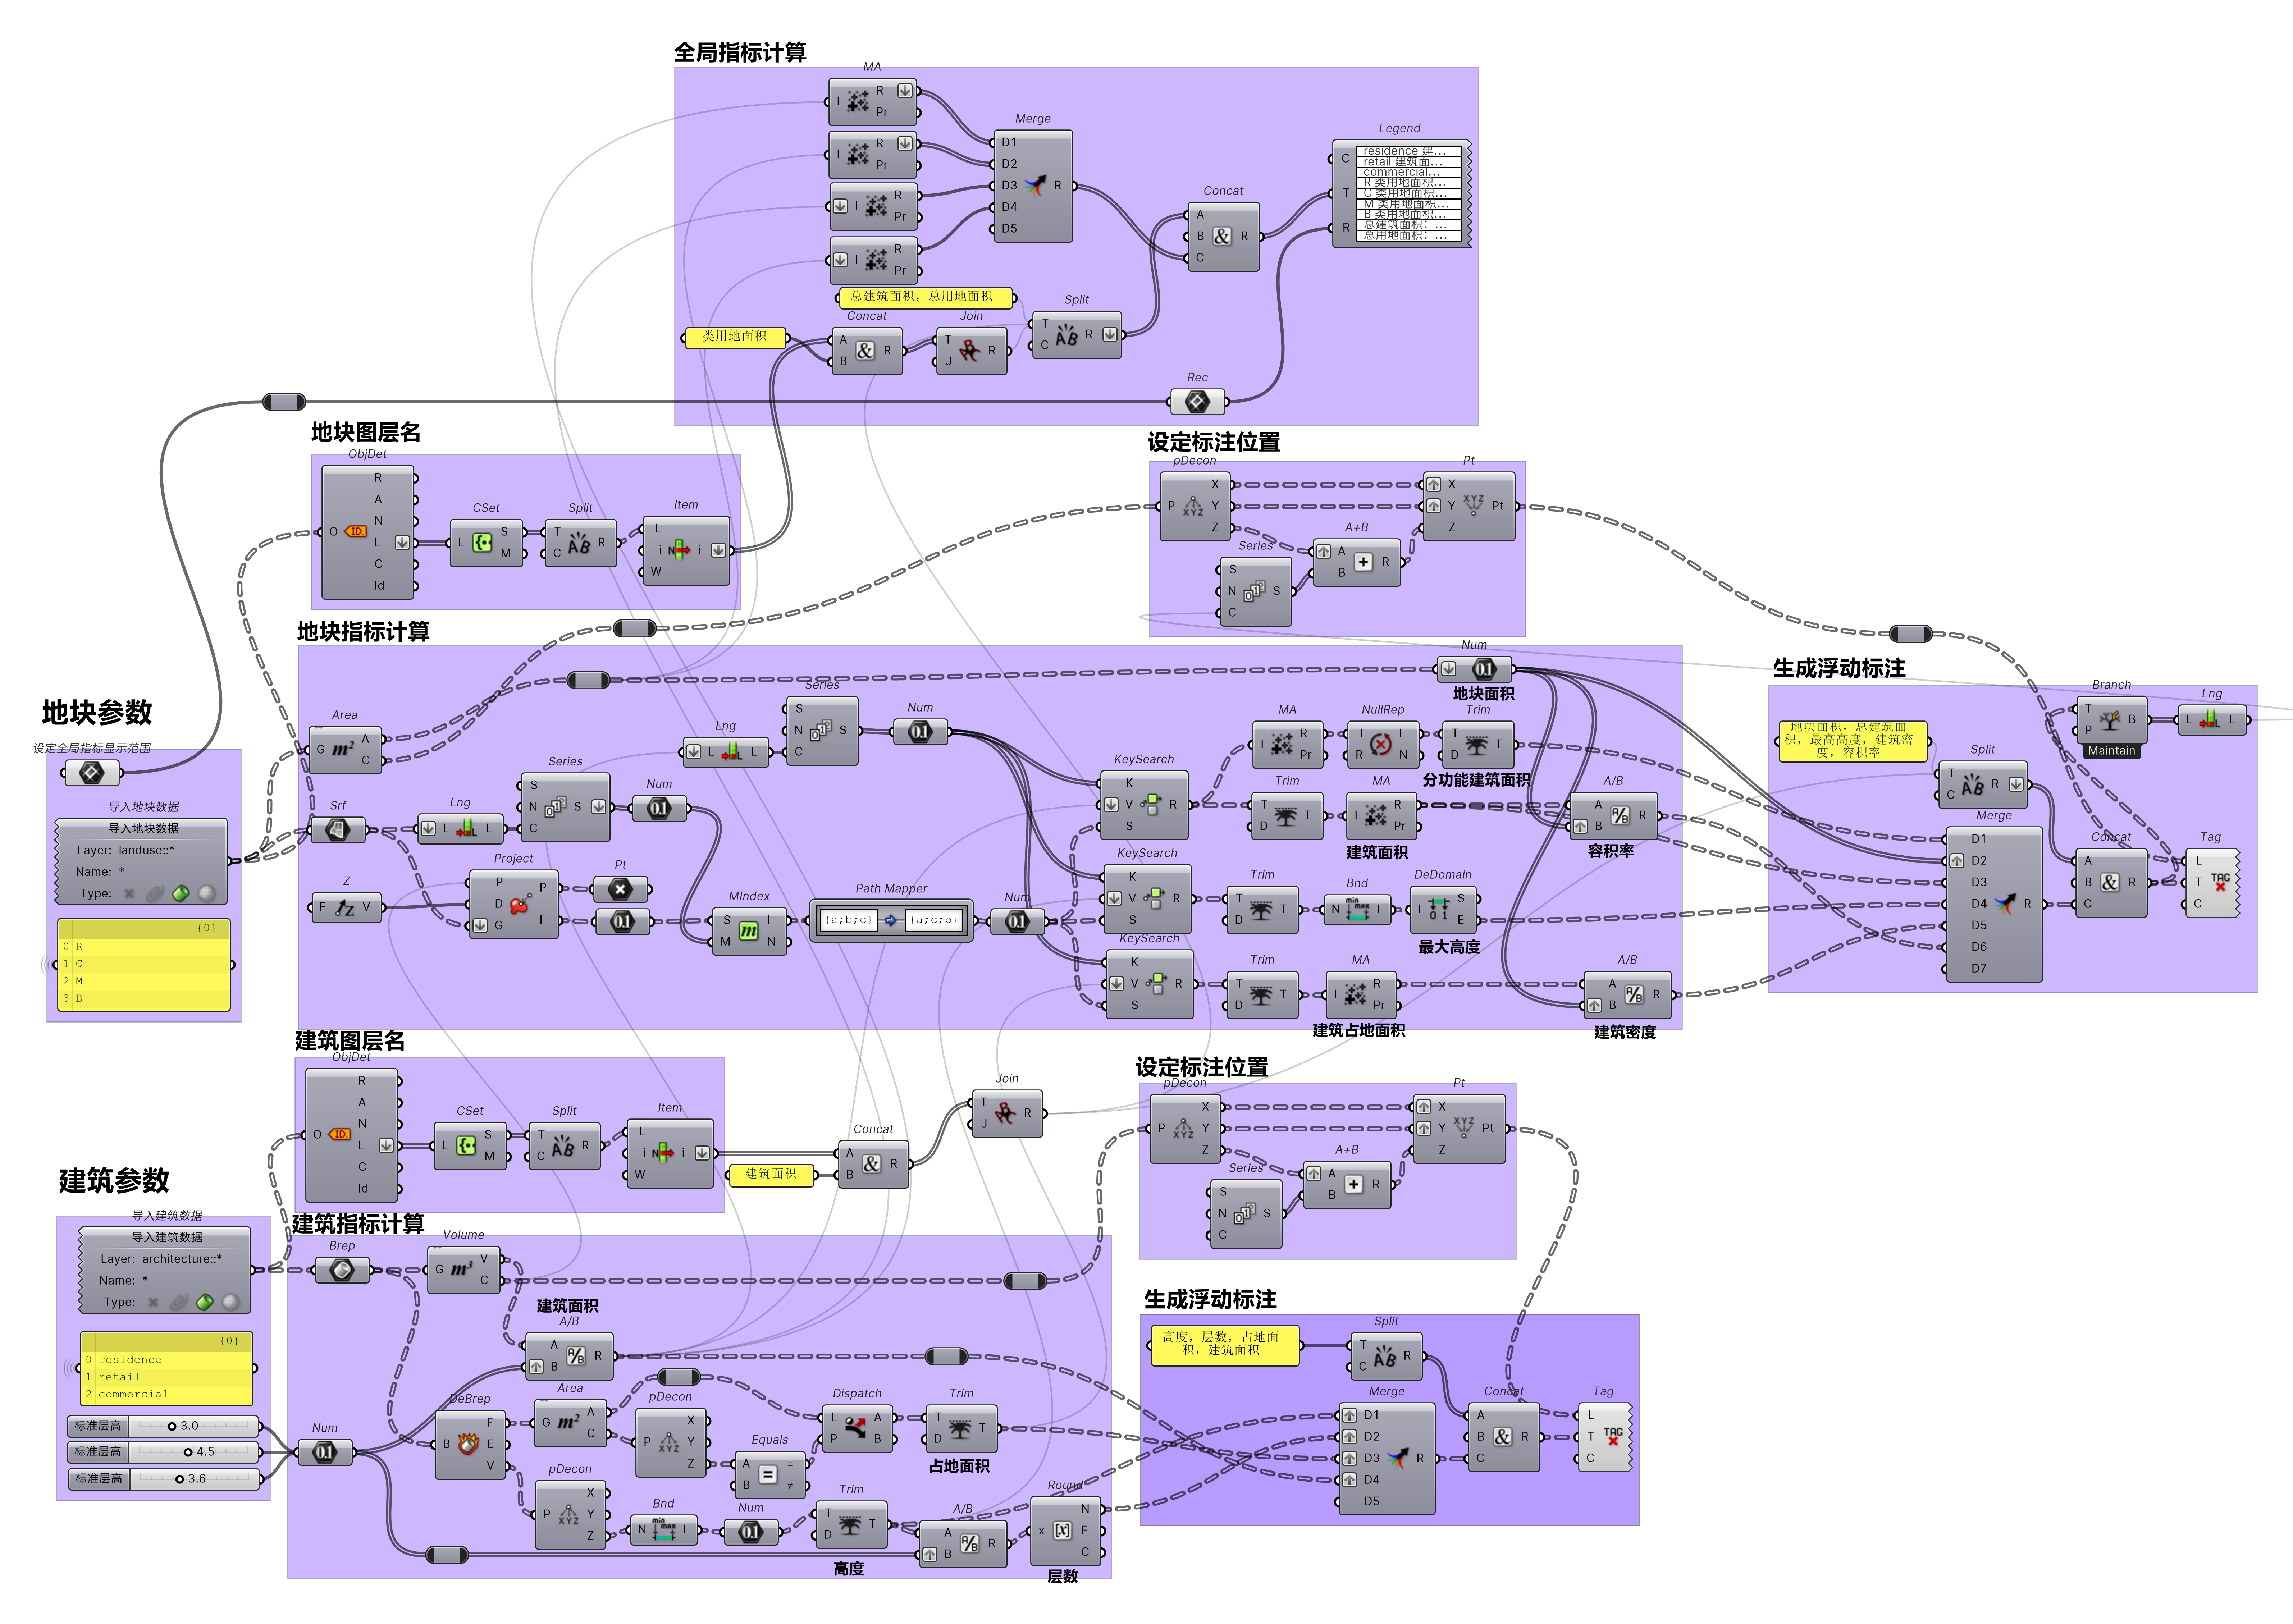 全局指标计算
MA
I
R
Pr
I
R
Pr
I
R
Pr
I
R
Pr
Merge
D1
D2
D3
D4
D5
R
Concat
A
B
C
R
Legend
C
T
R
residence 建...
retail 建筑面...
commercial...
R 类用地面积...
C 类用地面积...
M 类用地面积...
B 类用地面积...
总建筑面积：...
总用地面积：...
总建筑面积，总用地面积
类用地面积
Concat
A
B
R
Join
T
J
R
Split
T
C
R
Rec
地块图层名
ObjDet
O
ID
R
A
N
L
C
Id
CSet
L
S
M
Split
T
C
R
Item
L
i
W
i
设定标注位置
pDecon
P
X
Y
Z
Series
S
N
C
S
A+B
A
B
R
Pt
X
Y
Z
Pt
地块参数
设定全局指标显示范围
导入地块数据
导入地块数据
Layer: landuse::*
Name: *
Type:
{0}
0 R
1 C
2 M
3 B
地块指标计算
Area
G m²
A
C
Srf
Z
F
V
Lng
L
L
Series
S
N
C
S
Num
Project
P
D
G
P
I
Pt
MIndex
S
M
I
N
Path Mapper
{a;b;c}
{a;c;b}
Num
Lng
L
L
Series
S
N
C
S
Num
KeySearch
K
V
S
R
KeySearch
K
V
S
R
KeySearch
K
V
S
R
MA
I
R
Pr
NullRep
I
R
I
N
Trim
T
D
T
分功能建筑面积
Trim
T
D
T
MA
I
R
Pr
建筑面积
Trim
T
D
T
Bnd
N
I
DeDomain
I
S
E
最大高度
Trim
T
D
T
MA
I
R
Pr
建筑占地面积
Num
地块面积
A/B
A
B
R
容积率
A/B
A
B
R
建筑密度
生成浮动标注
地块面积，总建筑面
积，最高高度，建筑密
度，容积率
Branch
T
P
B
Maintain
Lng
L
L
Split
T
C
R
Merge
D1
D2
D3
D4
D5
D6
D7
R
Concat
A
B
C
R
Tag
L
T
C
TAG
建筑图层名
ObjDet
O
ID
R
A
N
L
C
Id
CSet
L
S
M
Split
T
C
R
Item
L
i
W
i
建筑面积
Concat
A
B
R
Join
T
J
R
设定标注位置
pDecon
P
X
Y
Z
Series
S
N
C
S
A+B
A
B
R
Pt
X
Y
Z
Pt
建筑参数
导入建筑数据
导入建筑数据
Layer: architecture::*
Name: *
Type:
{0}
0 residence
1 retail
2 commercial
标准层高 3.0
标准层高 4.5
标准层高 3.6
建筑指标计算
Brep
Volume
G m³
V
C
建筑面积
A/B
A
B
R
Num
DeBrep
B
F
E
V
Area
G m²
A
C
pDecon
P
X
Y
Z
Equals
A
B
=
≠
Dispatch
L
P
A
B
Trim
T
D
T
占地面积
pDecon
P
X
Y
Z
Bnd
N
I
Num
Trim
T
D
T
高度
A/B
A
B
R
Round
x
N
F
C
层数
生成浮动标注
高度，层数，占地面
积，建筑面积
Split
T
C
R
Merge
D1
D2
D3
D4
D5
R
Concat
A
B
C
R
Tag
L
T
C
TAG